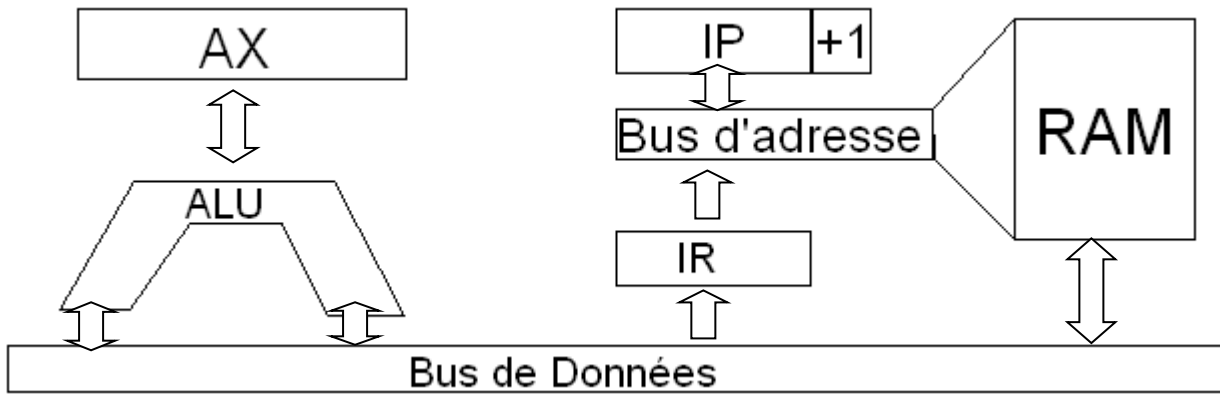 AX
IP
+1
Bus d'adresse
RAM
ALU
IR
Bus de Données